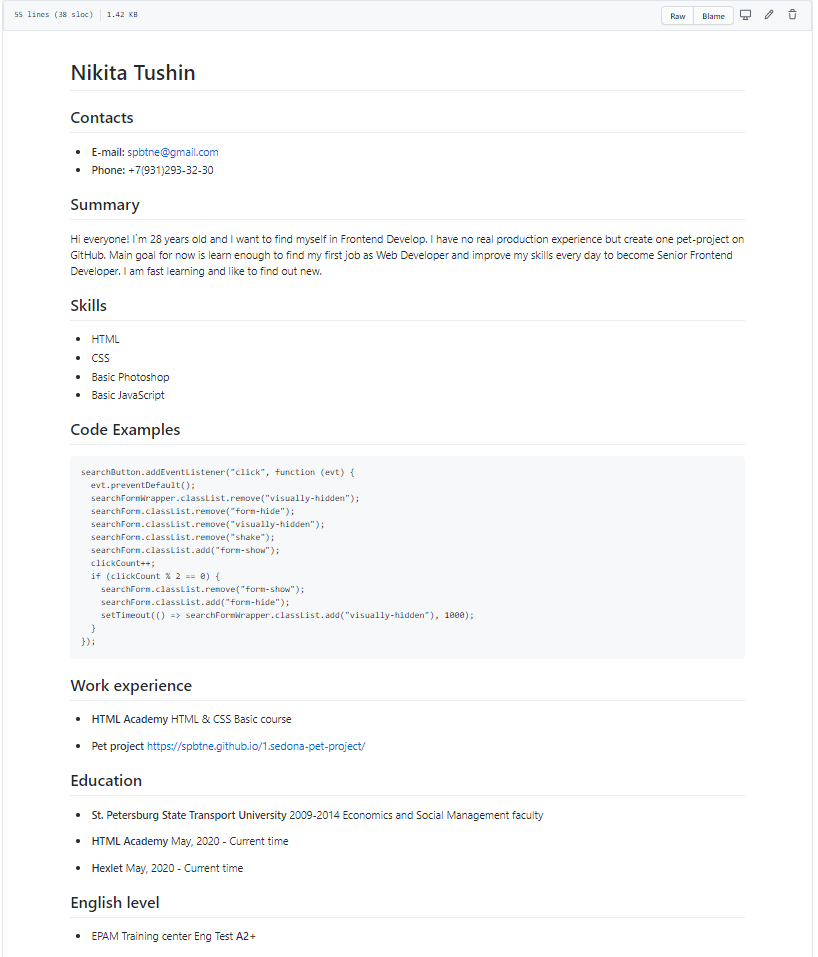 55 lines (38 sloc) 1.42 KB Raw Blame
Nikita Tushin
Contacts
E-mail: spbtne@gmail.com
Phone: +7(931)293-32-30
Summary
Hi everyone! I`m 28 years old and I want to find myself in Frontend Develop. I have no real production experience but create one pet-project on
GitHub. Main goal for now is learn enough to find my first job as Web Developer and improve my skills every day to become Senior Frontend
Developer. I am fast learning and like to find out new.
Skills
HTML
CSS
Basic Photoshop
Basic JavaScript
Code Examples
searchButton.addEventListener("click", function (evt) {
  evt.preventDefault();
  searchFormWrapper.classList.remove("visually-hidden");
  searchForm.classList.remove("form-hide");
  searchForm.classList.remove("visually-hidden");
  searchForm.classList.remove("shake");
  searchForm.classList.add("form-show");
  clickCount++;
  if (clickCount % 2 == 0) {
    searchForm.classList.remove("form-show");
    searchForm.classList.add("form-hide");
    setTimeout(() => searchFormWrapper.classList.add("visually-hidden"), 1000);
  }
});
Work experience
HTML Academy HTML & CSS Basic course
Pet project https://spbtne.github.io/1.sedona-pet-project/
Education
St. Petersburg State Transport University 2009-2014 Economics and Social Management faculty
HTML Academy May, 2020 - Current time
Hexlet May, 2020 - Current time
English level
EPAM Training center Eng Test A2+